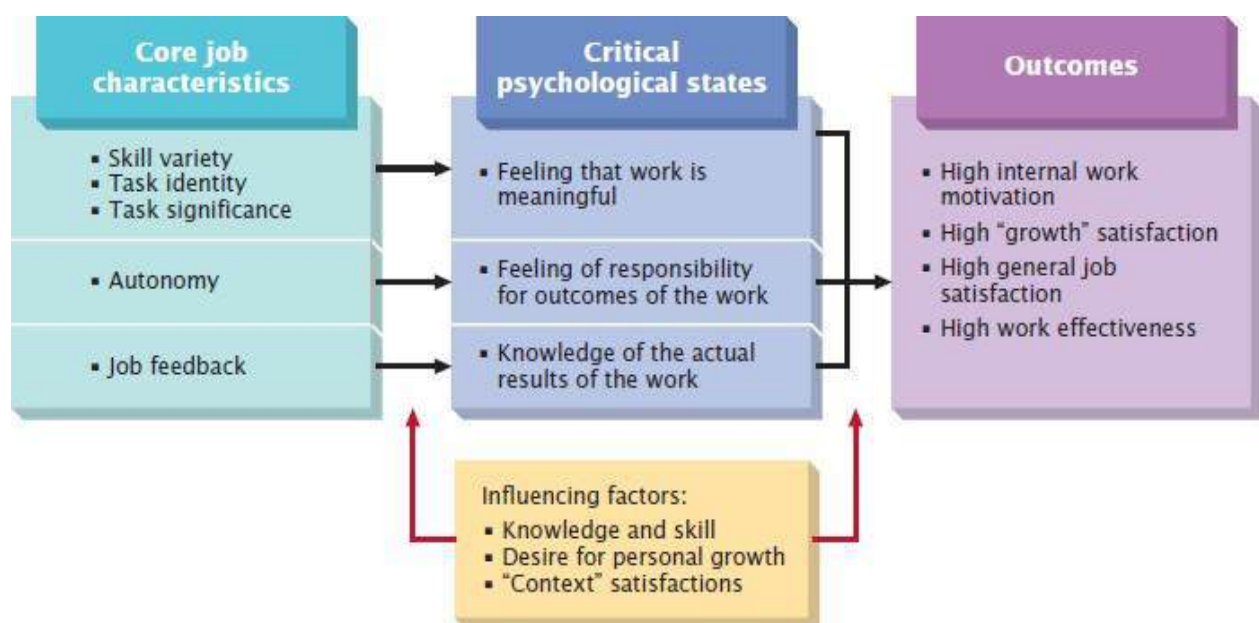 Core job
characteristics
▪ Skill variety
▪ Task identity
▪ Task significance
▪ Autonomy
▪ Job feedback
Critical
psychological states
▪ Feeling that work is
meaningful
▪ Feeling of responsibility
for outcomes of the work
▪ Knowledge of the actual
results of the work
Outcomes
▪ High internal work
motivation
▪ High “growth” satisfaction
▪ High general job
satisfaction
▪ High work effectiveness
Influencing factors:
▪ Knowledge and skill
▪ Desire for personal growth
▪ “Context” satisfactions